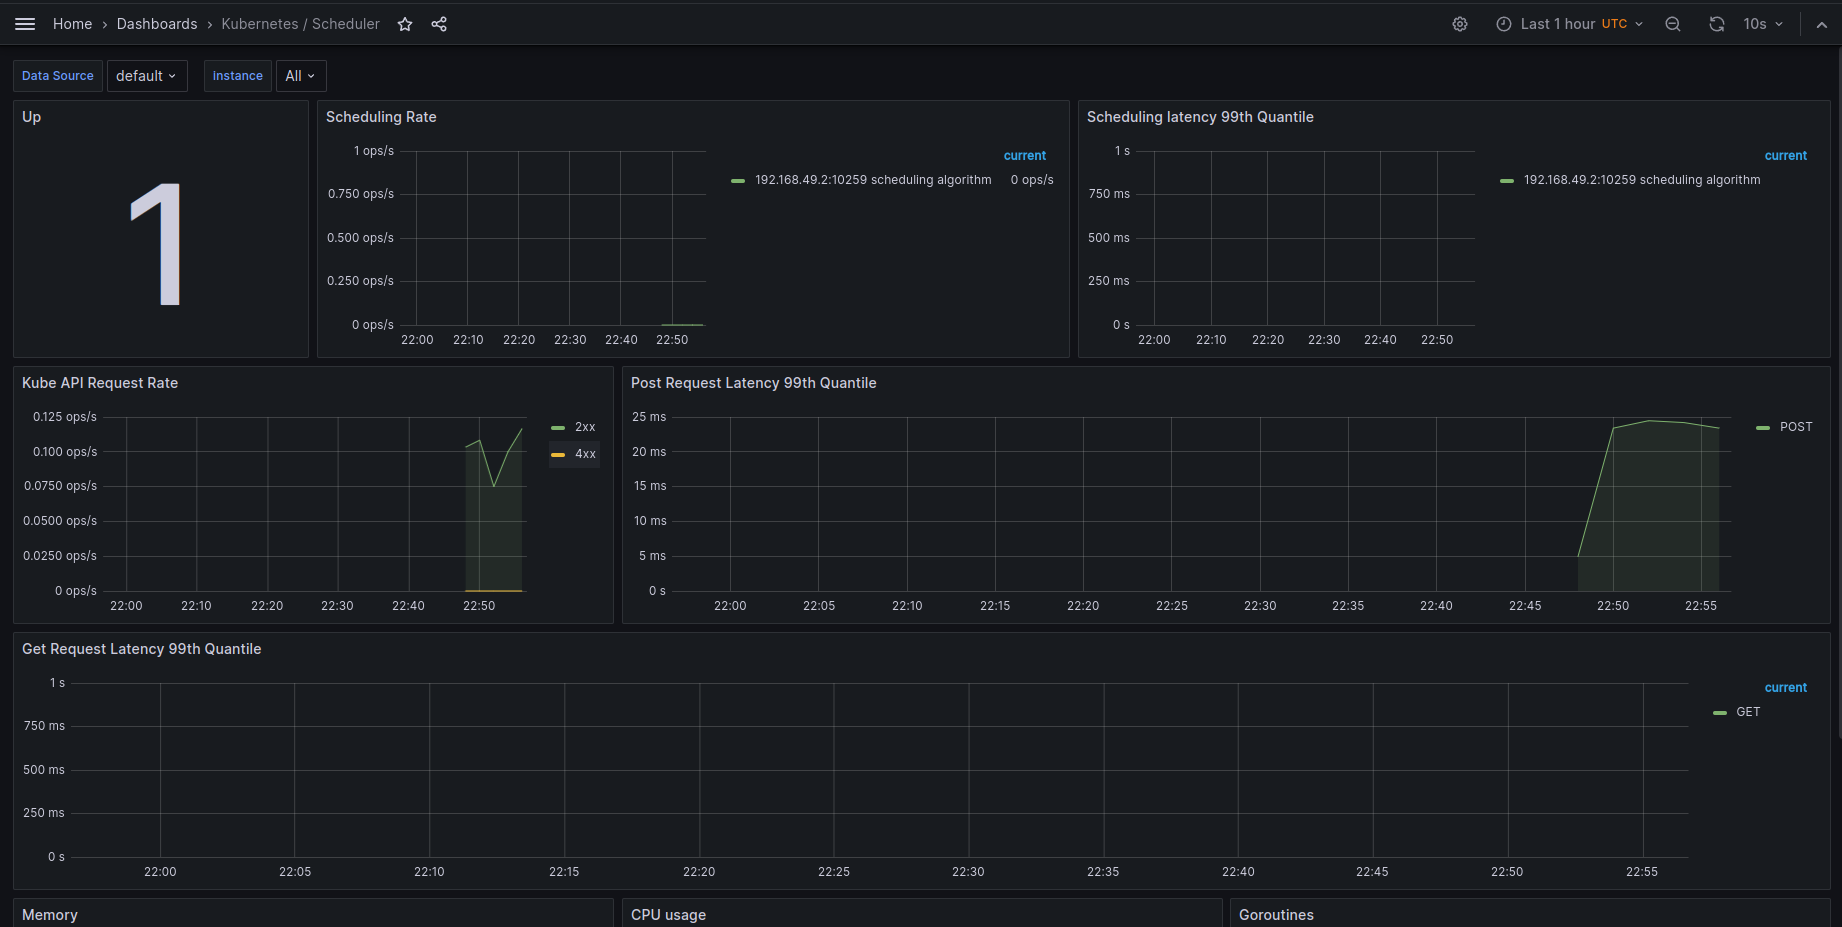 Home › Dashboards › Kubernetes / Scheduler
Last 1 hour UTC
10s
Data Source
default
instance
All
Up
1
Scheduling Rate
1 ops/s
0.750 ops/s
0.500 ops/s
0.250 ops/s
0 ops/s
22:00 22:10 22:20 22:30 22:40 22:50
current
192.168.49.2:10259 scheduling algorithm 0 ops/s
Scheduling latency 99th Quantile
1 s
750 ms
500 ms
250 ms
0 s
22:00 22:10 22:20 22:30 22:40 22:50
current
192.168.49.2:10259 scheduling algorithm
Kube API Request Rate
0.125 ops/s
0.100 ops/s
0.0750 ops/s
0.0500 ops/s
0.0250 ops/s
0 ops/s
22:00 22:10 22:20 22:30 22:40 22:50
2xx
4xx
Post Request Latency 99th Quantile
25 ms
20 ms
15 ms
10 ms
5 ms
0 s
22:00 22:05 22:10 22:15 22:20 22:25 22:30 22:35 22:40 22:45 22:50 22:55
POST
Get Request Latency 99th Quantile
1 s
750 ms
500 ms
250 ms
0 s
22:00 22:05 22:10 22:15 22:20 22:25 22:30 22:35 22:40 22:45 22:50 22:55
current
GET
Memory
CPU usage
Goroutines